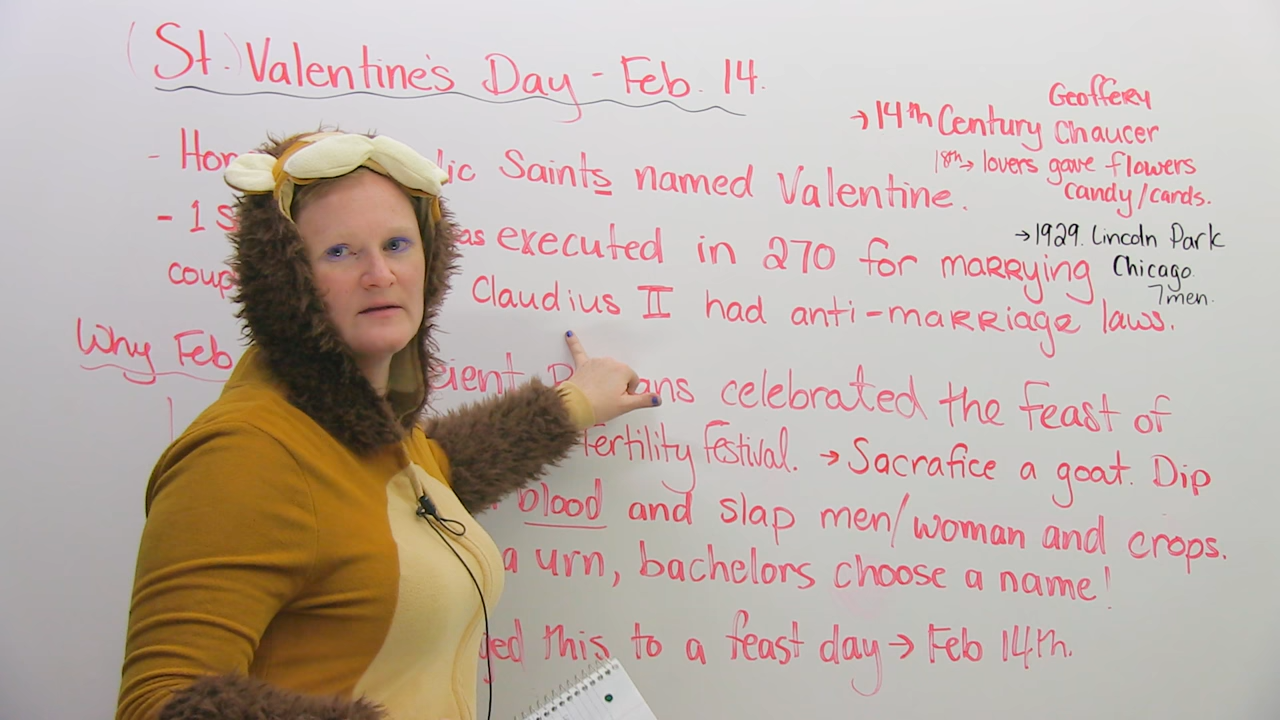 (St.) Valentine's Day - Feb. 14.
Geoffery
→ 14th Century Chaucer
18th → lovers gave flowers
candy/cards.
- Hon lic Saints named Valentine.
→ 1929. Lincoln Park
Chicago
7men.
- 1 s as executed in 270 for marrying
coup Claudius II had anti-marriage laws.
Why Feb
cient ans celebrated the feast of
fertility festival. → Sacrafice a goat. Dip
blood and slap men/woman and crops.
a urn, bachelors choose a name!
ged this to a feast day → Feb 14th.